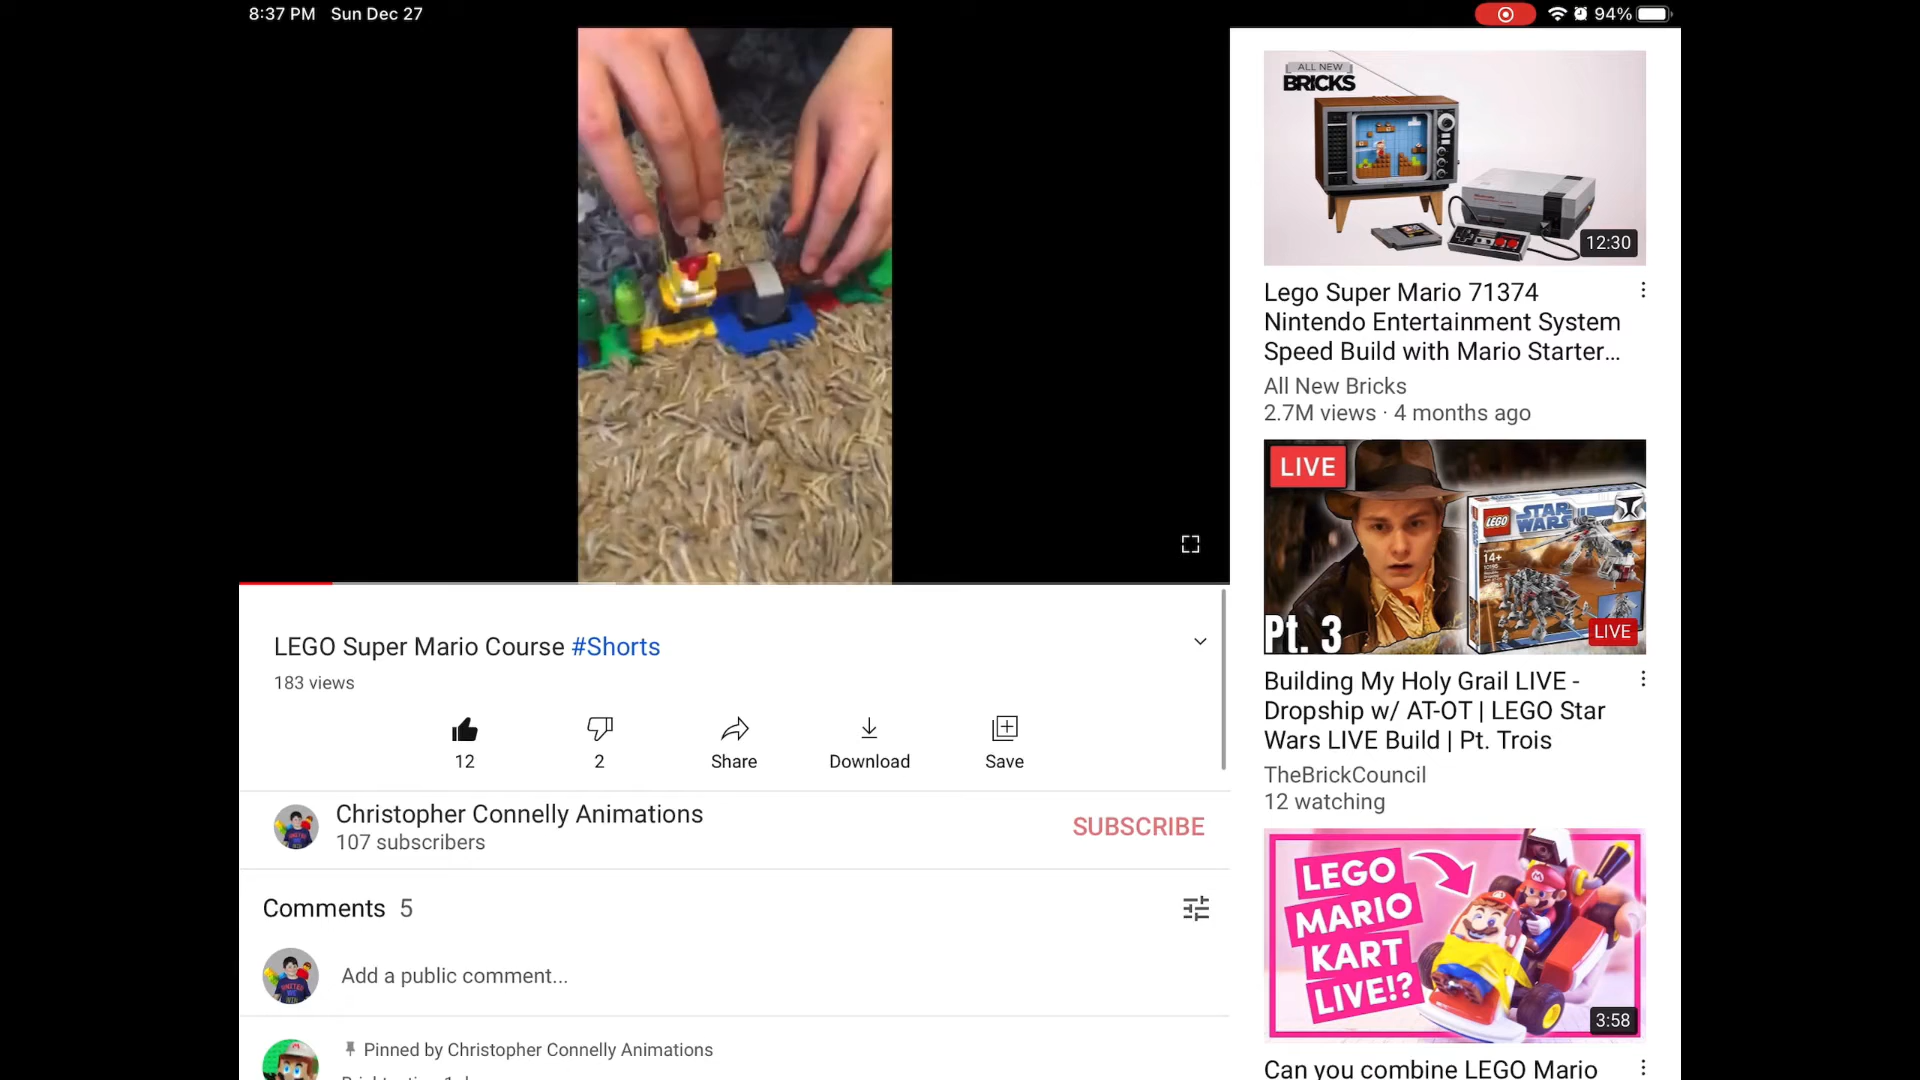 8:37 PM Sun Dec 27
94%
LEGO Super Mario Course #Shorts
183 views
12
2
Share
Download
Save
Christopher Connelly Animations
107 subscribers
SUBSCRIBE
Comments 5
Add a public comment...
Pinned by Christopher Connelly Animations
ALL NEW
BRICKS
12:30
Lego Super Mario 71374
Nintendo Entertainment System
Speed Build with Mario Starter...
All New Bricks
2.7M views · 4 months ago
LIVE
LEGO
STAR
WARS
14+
Pt. 3
LIVE
Building My Holy Grail LIVE -
Dropship w/ AT-OT | LEGO Star
Wars LIVE Build | Pt. Trois
TheBrickCouncil
12 watching
LEGO
MARIO
KART
LIVE!?
3:58
Can you combine LEGO Mario